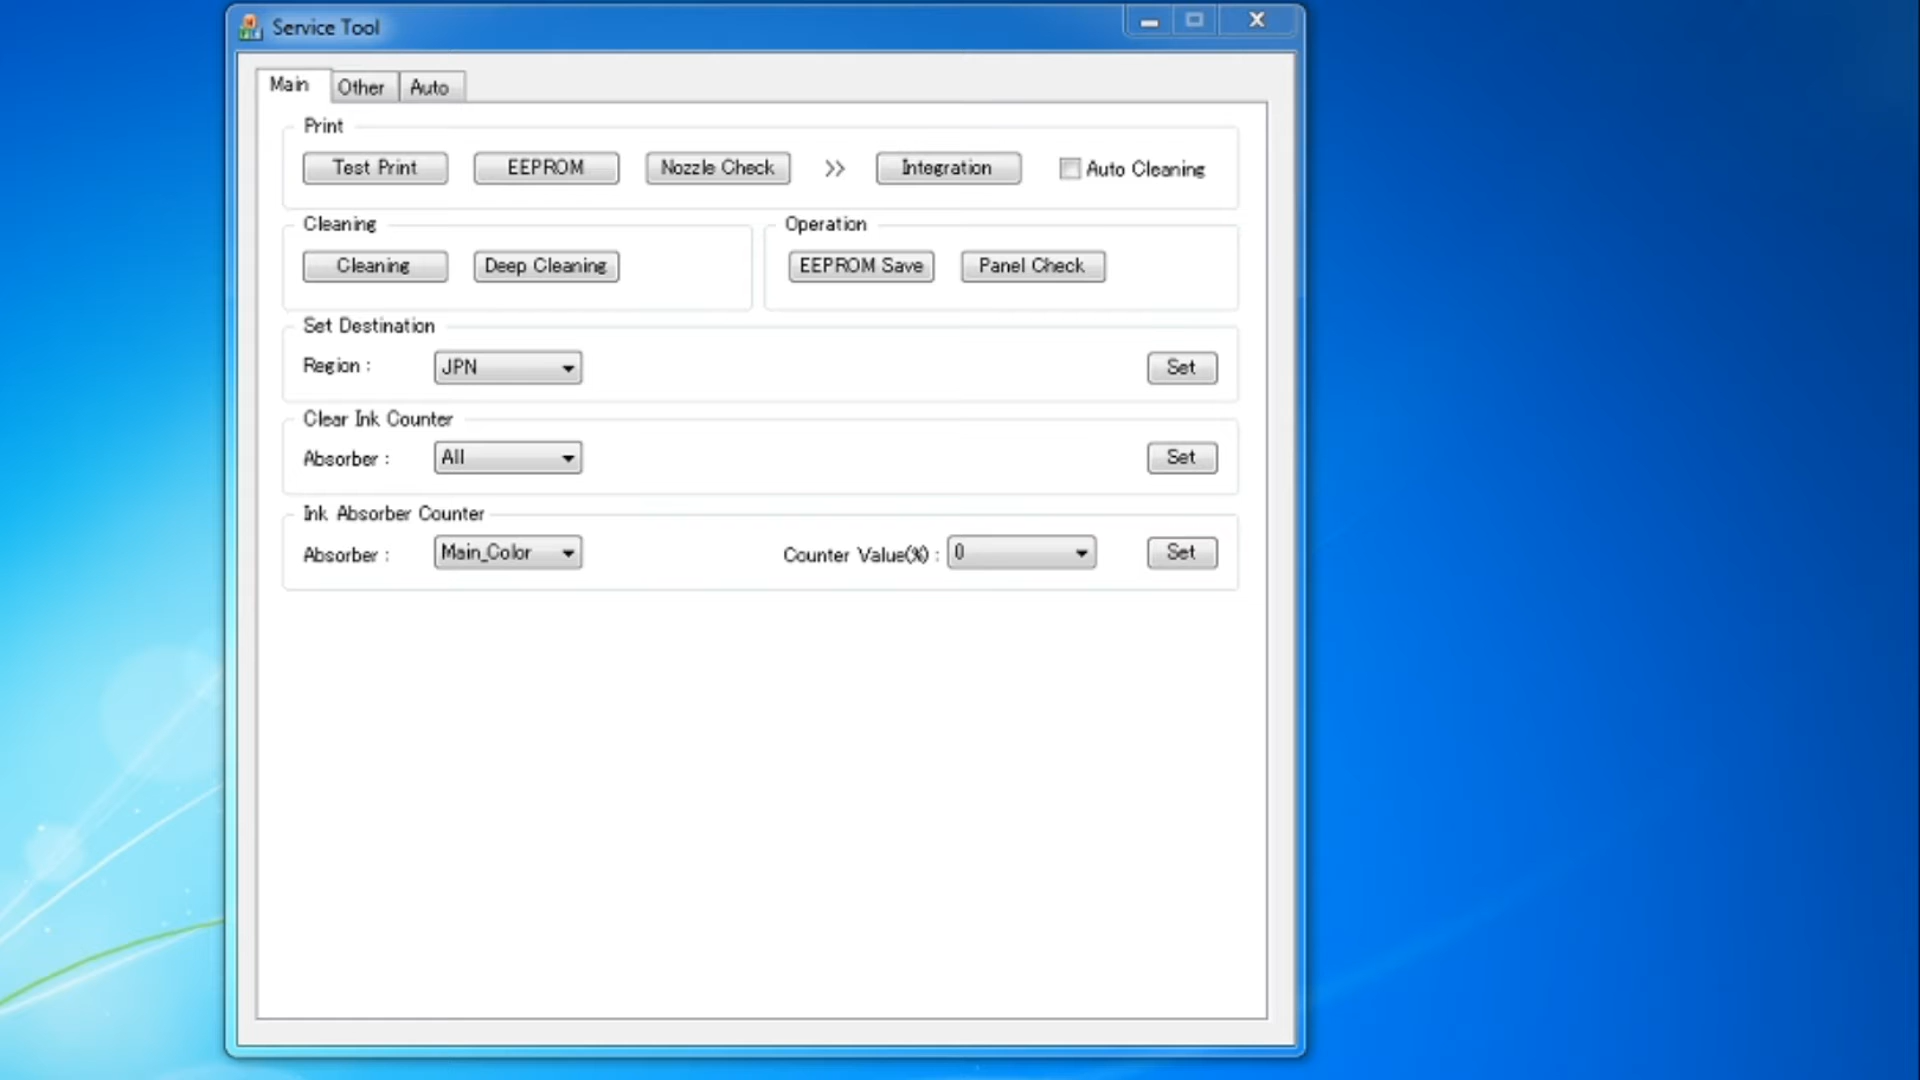 Service Tool
Main Other Auto
Print
Test Print EEPROM Nozzle Check >> Integration Auto Cleaning
Cleaning Operation
Cleaning Deep Cleaning EEPROM Save Panel Check
Set Destination
Region : JPN Set
Clear Ink Counter
Absorber : All Set
Ink Absorber Counter
Absorber : Main_Color Counter Value(%) : 0 Set